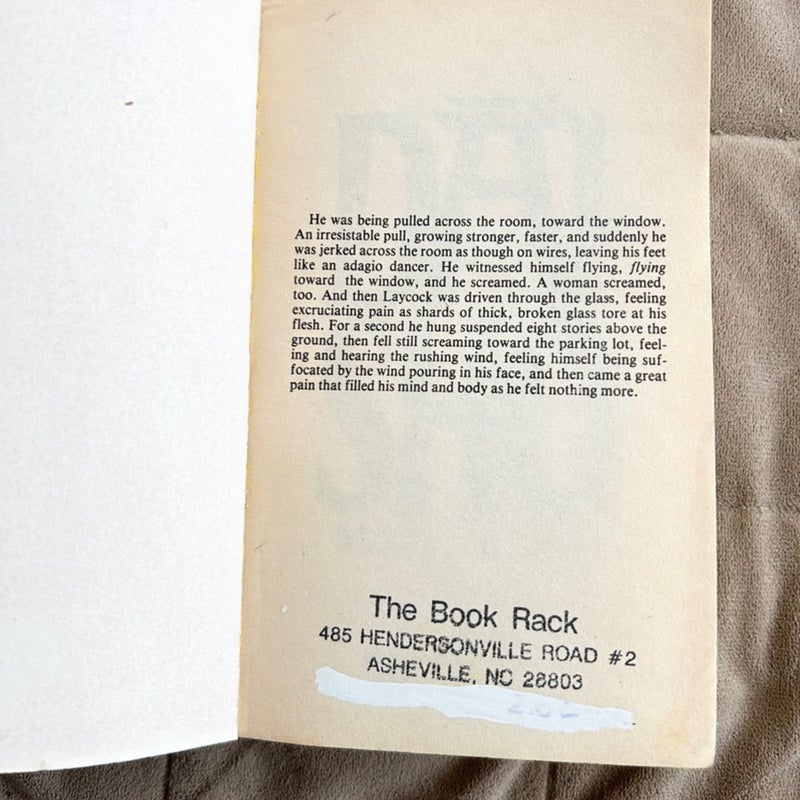 He was being pulled across the room, toward the window.
An irresistable pull, growing stronger, faster, and suddenly he
was jerked across the room as though on wires, leaving his feet
like an adagio dancer. He witnessed himself flying, flying
toward the window, and he screamed. A woman screamed,
too. And then Laycock was driven through the glass, feeling
excruciating pain as shards of thick, broken glass tore at his
flesh. For a second he hung suspended eight stories above the
ground, then fell still screaming toward the parking lot, feel-
ing and hearing the rushing wind, feeling himself being suf-
focated by the wind pouring in his face, and then came a great
pain that filled his mind and body as he felt nothing more.
The Book Rack
485 HENDERSONVILLE ROAD #2
ASHEVILLE, NC 28803